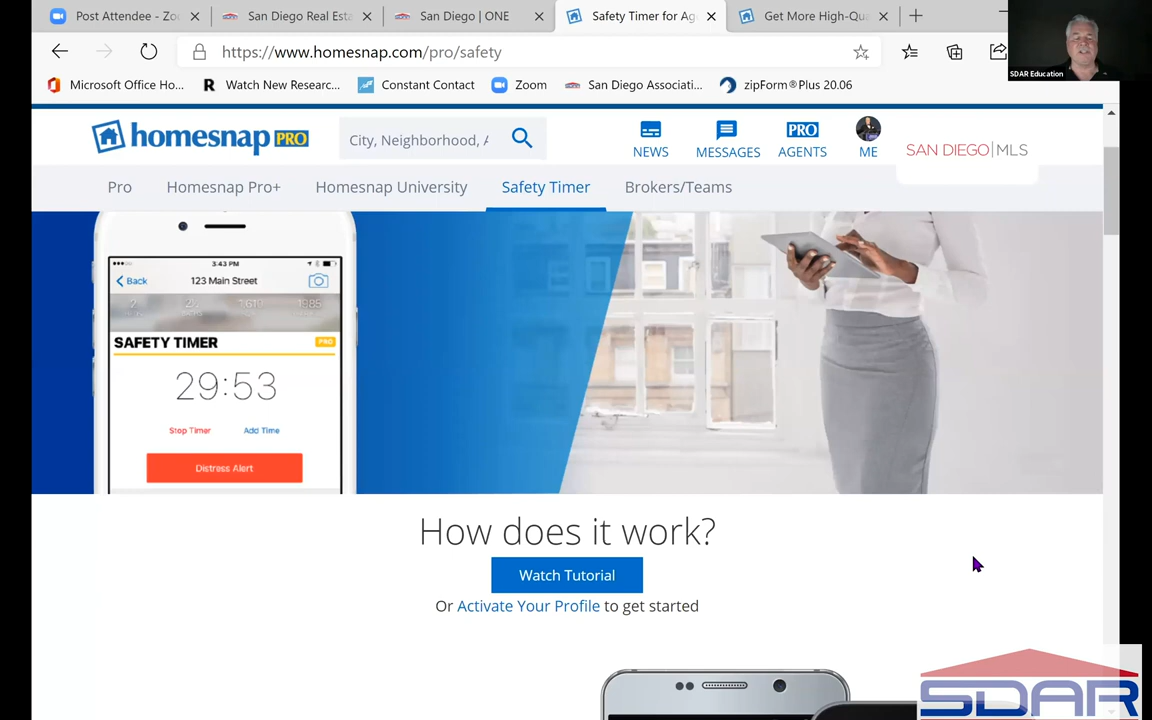 Post Attendee - Zo
San Diego Real Esta
San Diego | ONE
Safety Timer for Ag
Get More High-Qua
https://www.homesnap.com/pro/safety
SDAR Education
Microsoft Office Ho...
Watch New Researc...
Constant Contact
Zoom
San Diego Associati...
zipForm®Plus 20.06
homesnap PRO
City, Neighborhood, A
NEWS
MESSAGES
PRO
AGENTS
ME
SAN DIEGO|MLS
Pro
Homesnap Pro+
Homesnap University
Safety Timer
Brokers/Teams
3:43 PM
Back
123 Main Street
1,610
1985
SAFETY TIMER
PRO
29:53
Stop Timer
Add Time
Distress Alert
How does it work?
Watch Tutorial
Or Activate Your Profile to get started
SDAR